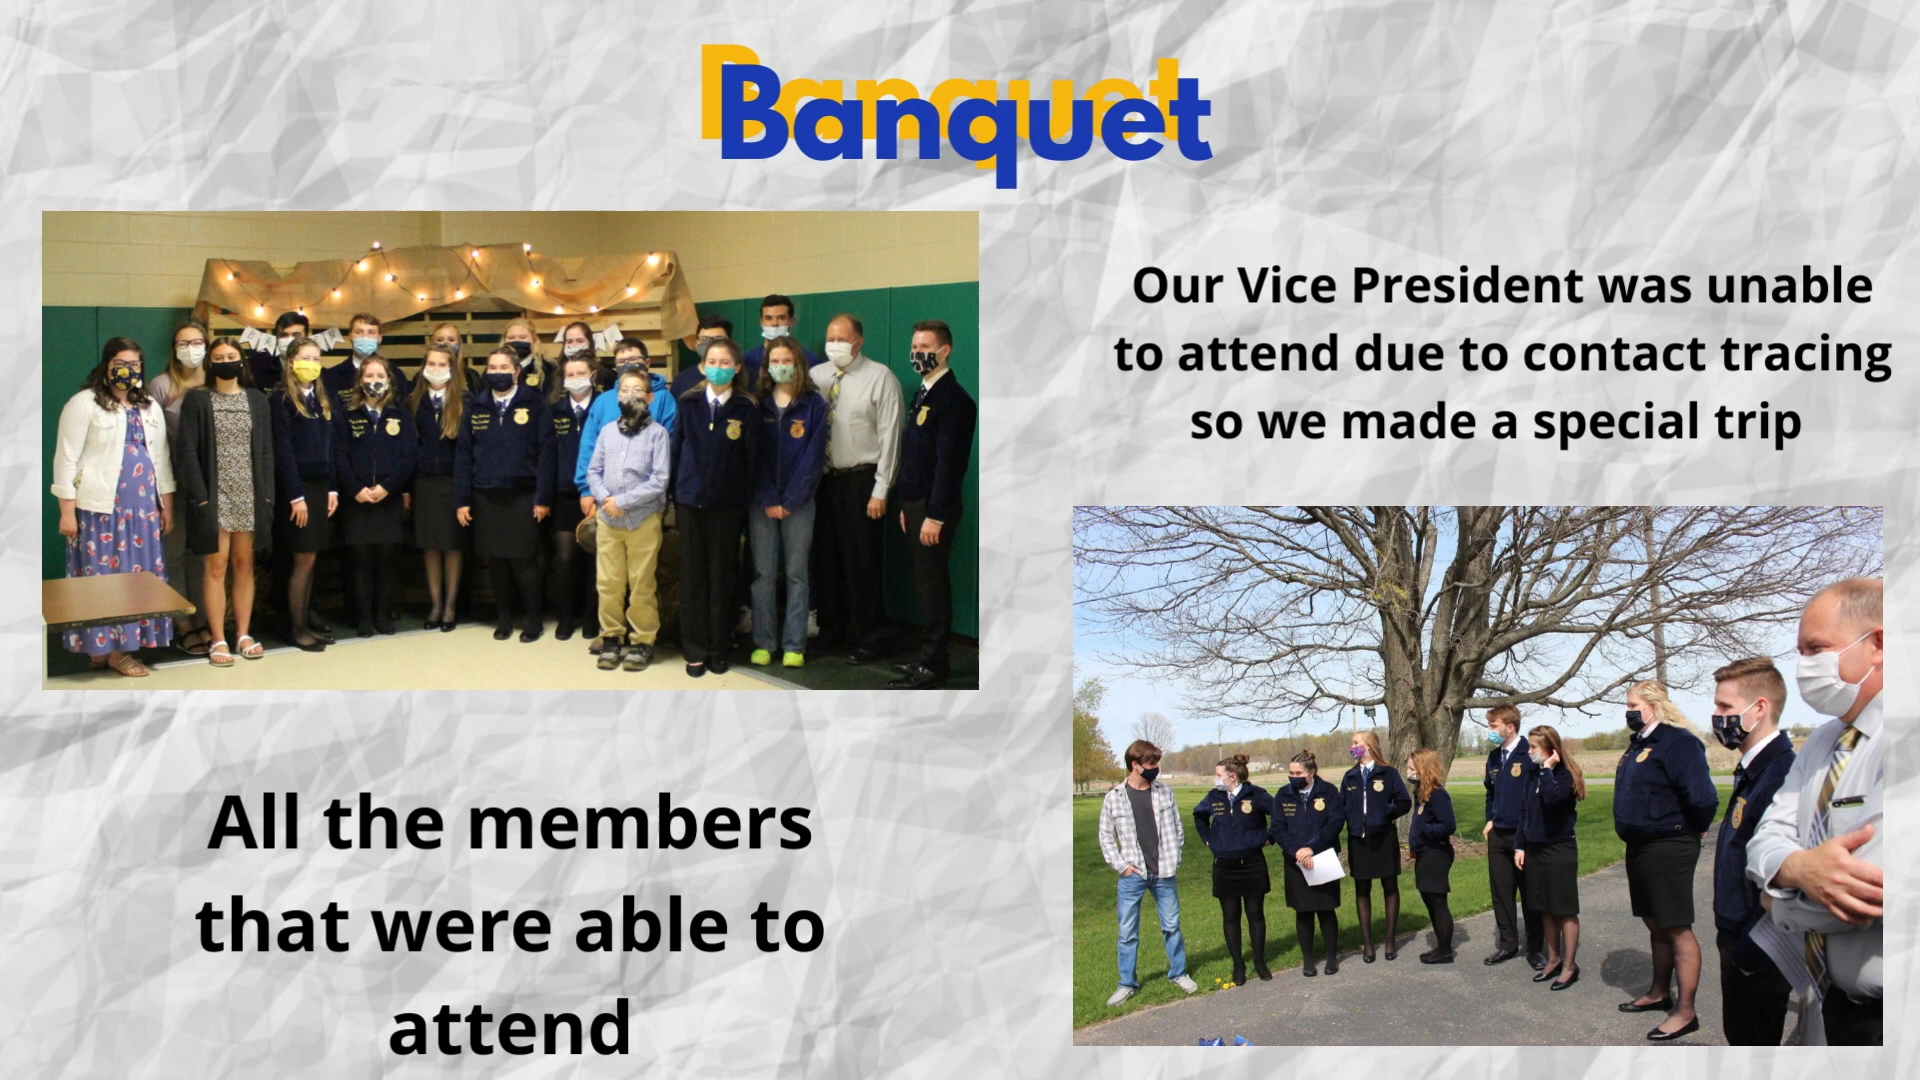 Banquet
Our Vice President was unable
to attend due to contact tracing
so we made a special trip
All the members
that were able to
attend